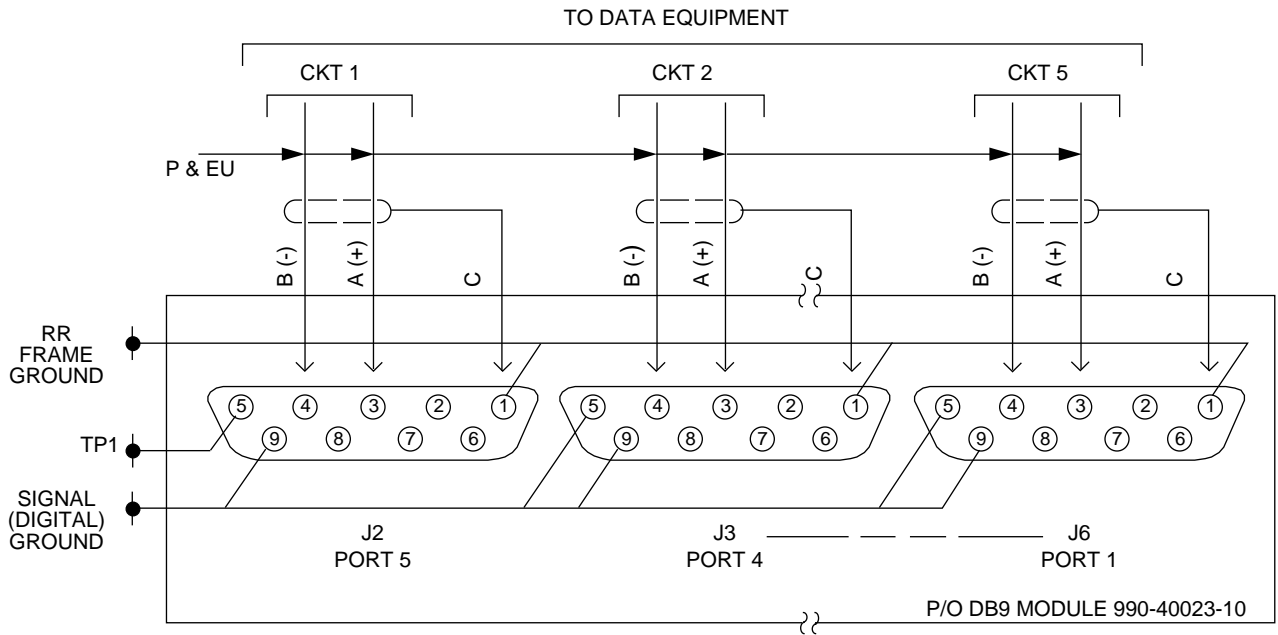 TO DATA EQUIPMENT
CKT 1
CKT 2
CKT 5
P & EU
B (-)
A (+)
C
B (-)
A (+)
C
B (-)
A (+)
C
RR
FRAME
GROUND
5 4 3 2 1
9 8 7 6
5 4 3 2 1
9 8 7 6
5 4 3 2 1
9 8 7 6
TP1
SIGNAL
(DIGITAL)
GROUND
J2
PORT 5
J3
PORT 4
J6
PORT 1
P/O DB9 MODULE 990-40023-10